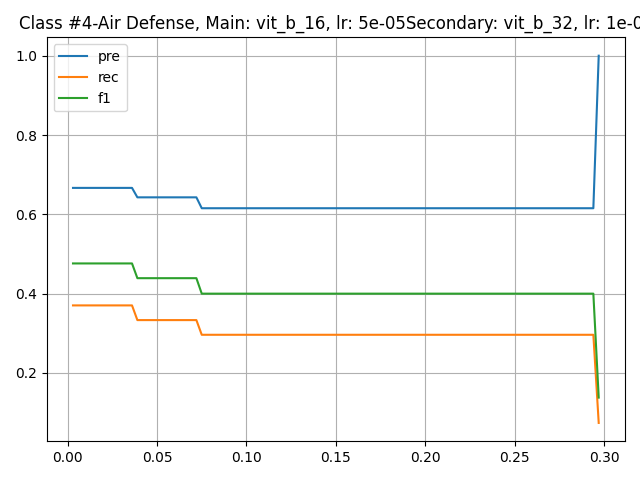 Class #4-Air Defense, Main: vit_b_16, lr: 5e-05Secondary: vit_b_32, lr: 1e-0
pre
rec
f1
1.0
0.8
0.6
0.4
0.2
0.00 0.05 0.10 0.15 0.20 0.25 0.30